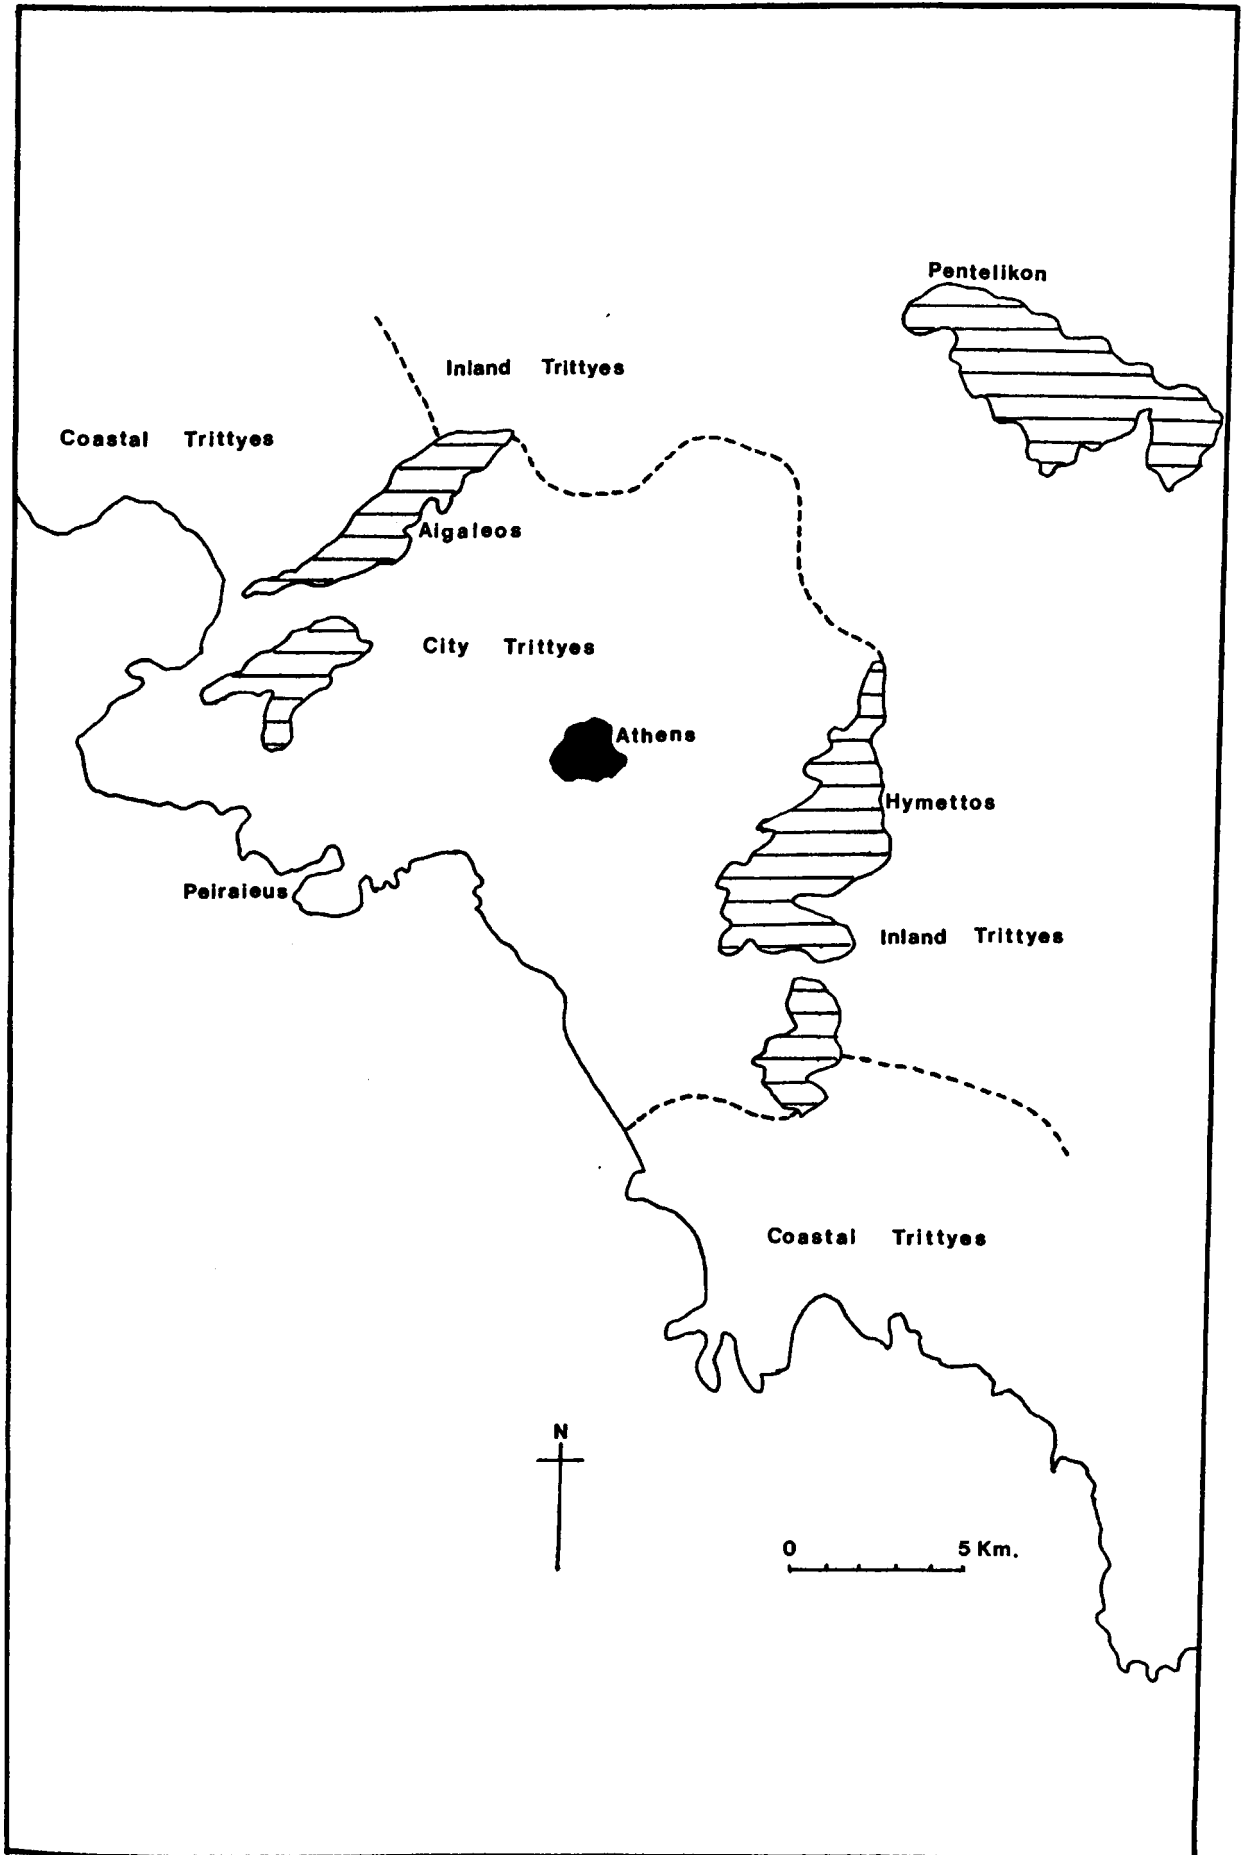 Pentelikon
Inland Trittyes
Coastal Trittyes
Aigaleos
City Trittyes
Athens
Hymettos
Peiraieus
Inland Trittyes
Coastal Trittyes
N
0 5 Km.